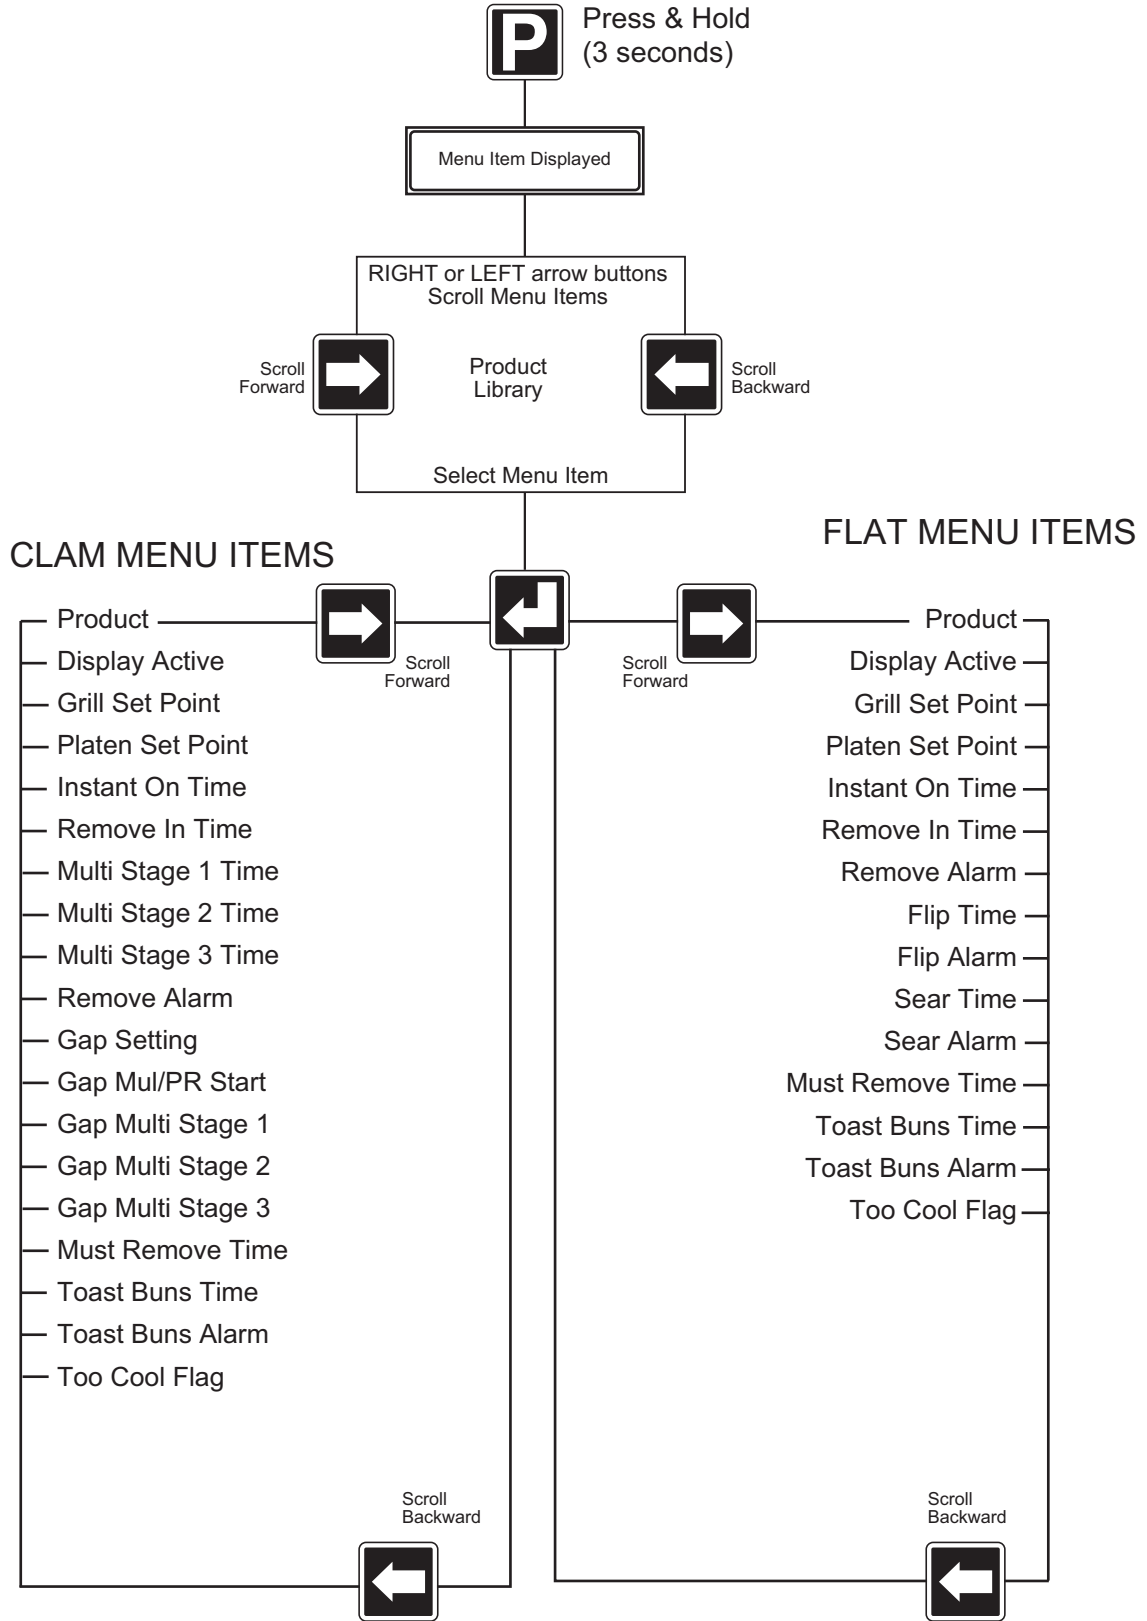 P
Press & Hold
(3 seconds)
Menu Item Displayed
RIGHT or LEFT arrow buttons
Scroll Menu Items
Scroll
Forward
Product
Library
Scroll
Backward
Select Menu Item
CLAM MENU ITEMS
FLAT MENU ITEMS
Scroll
Forward
Scroll
Forward
Product
Display Active
Grill Set Point
Platen Set Point
Instant On Time
Remove In Time
Multi Stage 1 Time
Multi Stage 2 Time
Multi Stage 3 Time
Remove Alarm
Gap Setting
Gap Mul/PR Start
Gap Multi Stage 1
Gap Multi Stage 2
Gap Multi Stage 3
Must Remove Time
Toast Buns Time
Toast Buns Alarm
Too Cool Flag
Scroll
Backward
Product
Display Active
Grill Set Point
Platen Set Point
Instant On Time
Remove In Time
Remove Alarm
Flip Time
Flip Alarm
Sear Time
Sear Alarm
Must Remove Time
Toast Buns Time
Toast Buns Alarm
Too Cool Flag
Scroll
Backward